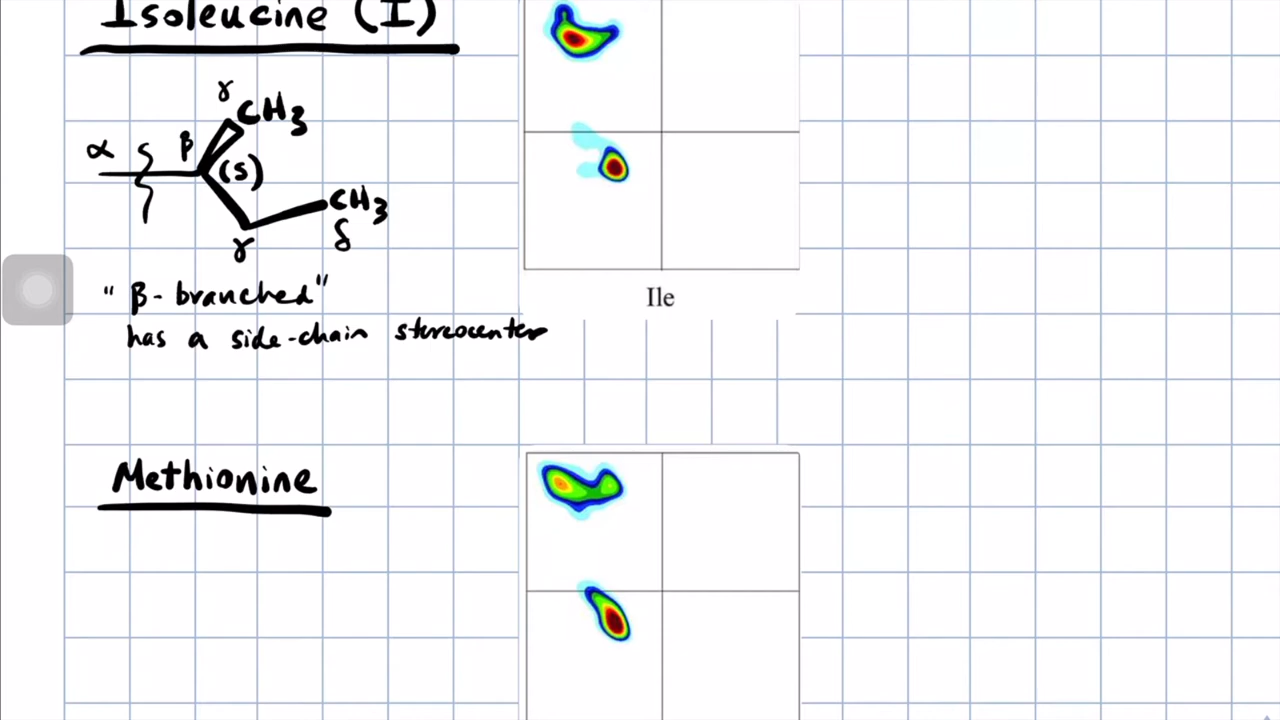 Isoleucine (I)
γ
CH3
α
β
(S)
CH3
γ
δ
"β-branched"
has a side-chain stereocenter
Ile
Methionine